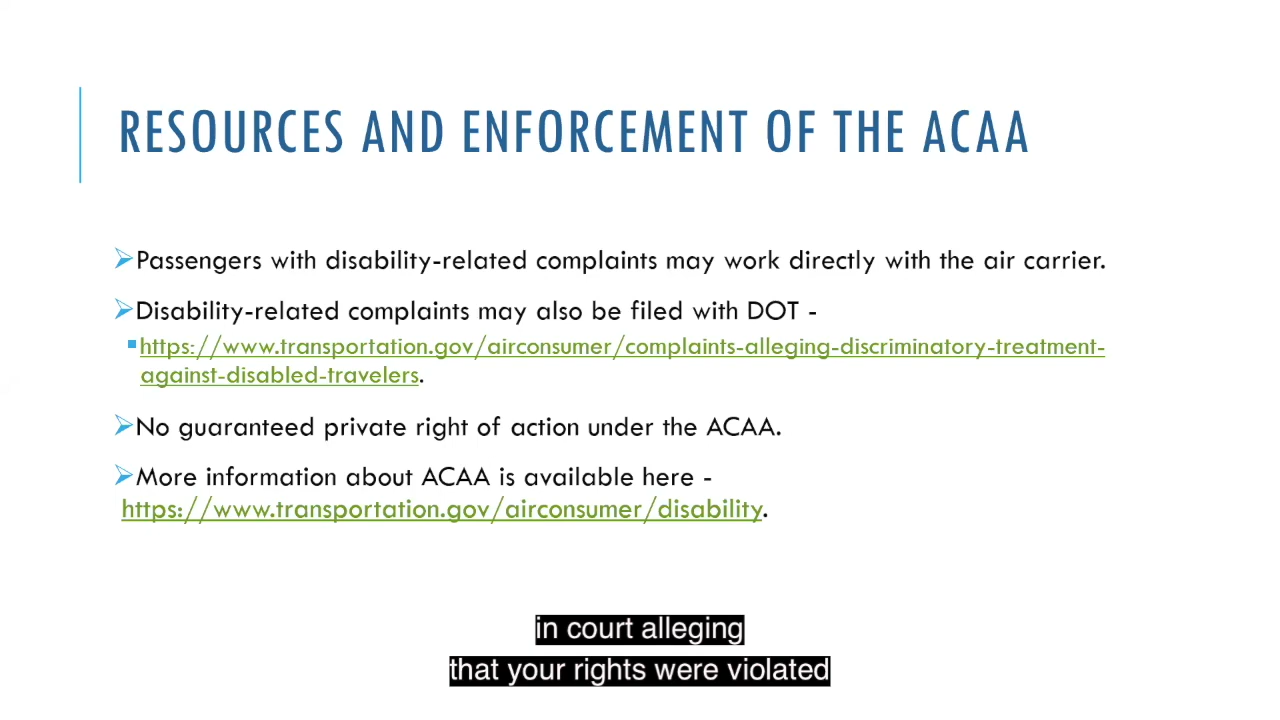 RESOURCES AND ENFORCEMENT OF THE ACAA
Passengers with disability-related complaints may work directly with the air carrier.
Disability-related complaints may also be filed with DOT -
https://www.transportation.gov/airconsumer/complaints-alleging-discriminatory-treatment-
against-disabled-travelers.
No guaranteed private right of action under the ACAA.
More information about ACAA is available here -
https://www.transportation.gov/airconsumer/disability.
in court alleging
that your rights were violated